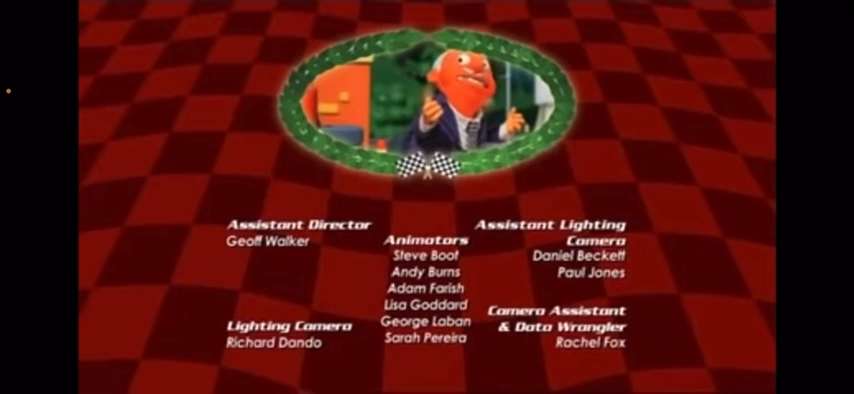 Assistant Director
Geoff Walker
Lighting Camera
Richard Dando
Animators
Steve Boot
Andy Burns
Adam Farish
Lisa Goddard
George Laban
Sarah Pereira
Assistant Lighting
Camera
Daniel Beckett
Paul Jones
Camera Assistant
& Data Wrangler
Rachel Fox